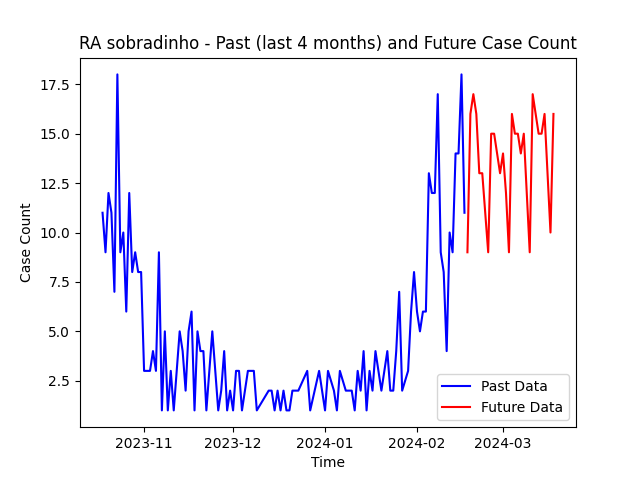 RA sobradinho - Past (last 4 months) and Future Case Count
17.5
15.0
12.5
10.0
7.5
5.0
2.5
Case Count
2023-11
2023-12
2024-01
2024-02
2024-03
Time
Past Data
Future Data